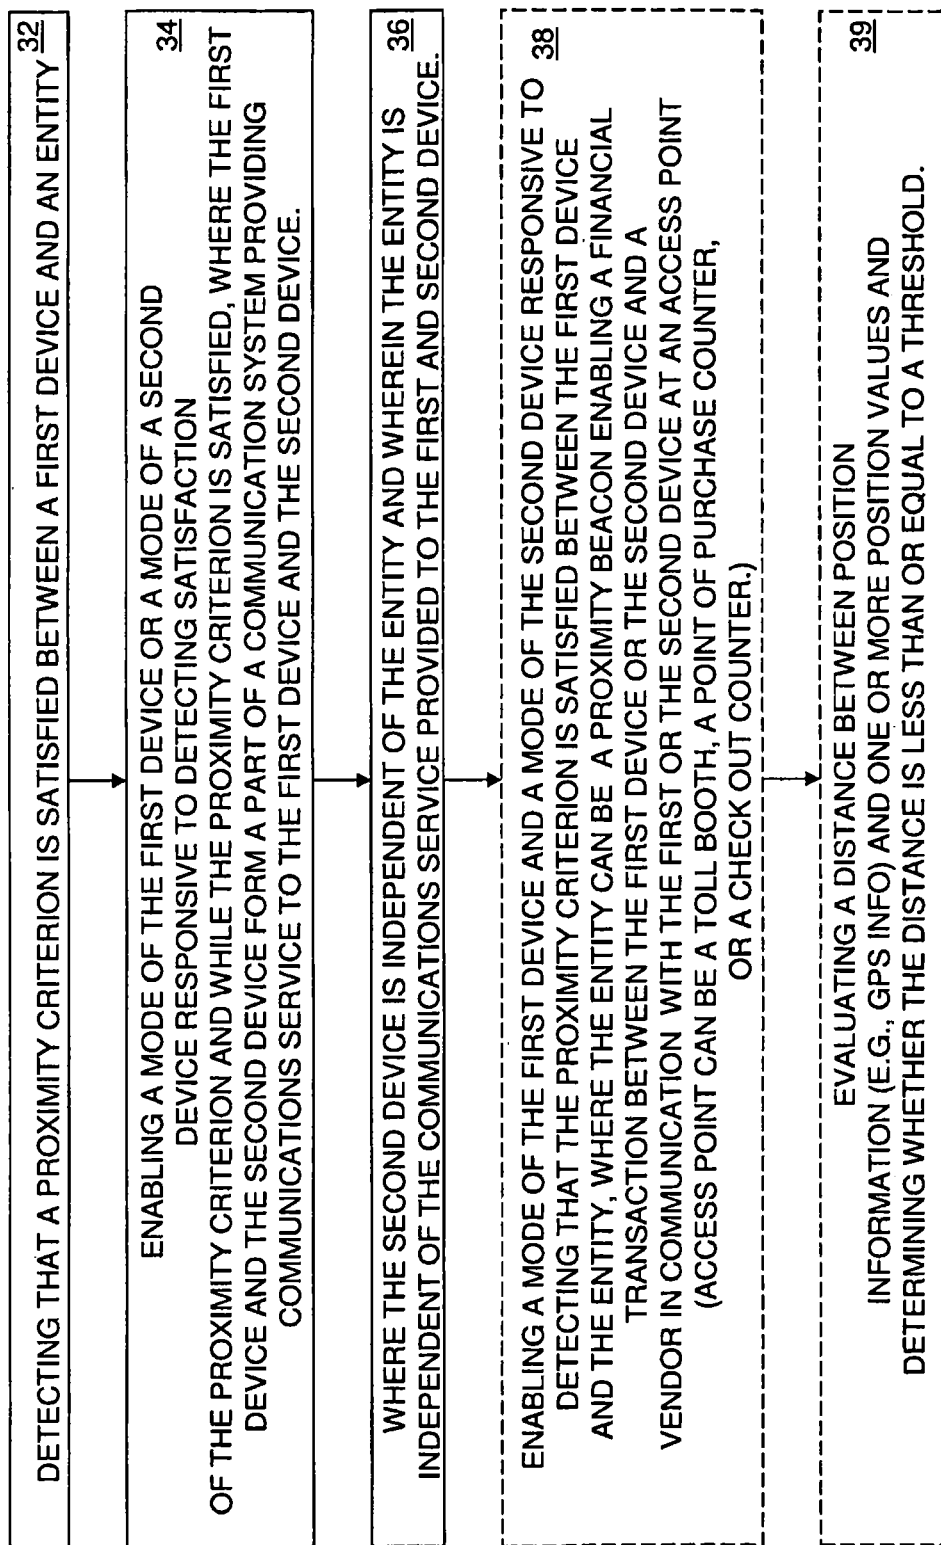 DETECTING THAT A PROXIMITY CRITERION IS SATISFIED BETWEEN A FIRST DEVICE AND AN ENTITY 32
34
ENABLING A MODE OF THE FIRST DEVICE OR A MODE OF A SECOND
DEVICE RESPONSIVE TO DETECTING SATISFACTION
OF THE PROXIMITY CRITERION AND WHILE THE PROXIMITY CRITERION IS SATISFIED, WHERE THE FIRST
DEVICE AND THE SECOND DEVICE FORM A PART OF A COMMUNICATION SYSTEM PROVIDING
COMMUNICATIONS SERVICE TO THE FIRST DEVICE AND THE SECOND DEVICE.
36
WHERE THE SECOND DEVICE IS INDEPENDENT OF THE ENTITY AND WHEREIN THE ENTITY IS
INDEPENDENT OF THE COMMUNICATIONS SERVICE PROVIDED TO THE FIRST AND SECOND DEVICE.
38
ENABLING A MODE OF THE FIRST DEVICE AND A MODE OF THE SECOND DEVICE RESPONSIVE TO
DETECTING THAT THE PROXIMITY CRITERION IS SATISFIED BETWEEN THE FIRST DEVICE
AND THE ENTITY, WHERE THE ENTITY CAN BE A PROXIMITY BEACON ENABLING A FINANCIAL
TRANSACTION BETWEEN THE FIRST DEVICE OR THE SECOND DEVICE AND A
VENDOR IN COMMUNICATION WITH THE FIRST OR THE SECOND DEVICE AT AN ACCESS POINT
(ACCESS POINT CAN BE A TOLL BOOTH, A POINT OF PURCHASE COUNTER,
OR A CHECK OUT COUNTER.)
39
EVALUATING A DISTANCE BETWEEN POSITION
INFORMATION (E.G., GPS INFO) AND ONE OR MORE POSITION VALUES AND
DETERMINING WHETHER THE DISTANCE IS LESS THAN OR EQUAL TO A THRESHOLD.